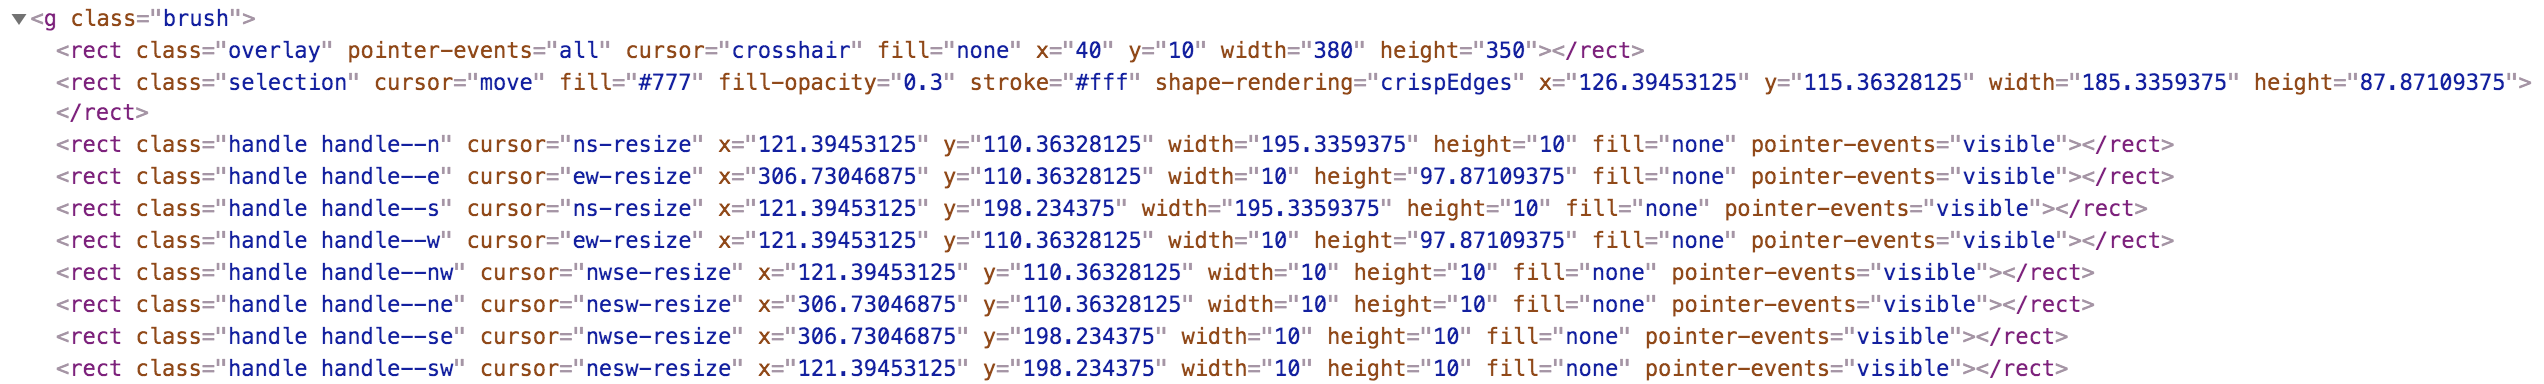 ▼<g class="brush">
<rect class="overlay" pointer-events="all" cursor="crosshair" fill="none" x="40" y="10" width="380" height="350"></rect>
<rect class="selection" cursor="move" fill="#777" fill-opacity="0.3" stroke="#fff" shape-rendering="crispEdges" x="126.39453125" y="115.36328125" width="185.3359375" height="87.87109375">
</rect>
<rect class="handle handle--n" cursor="ns-resize" x="121.39453125" y="110.36328125" width="195.3359375" height="10" fill="none" pointer-events="visible"></rect>
<rect class="handle handle--e" cursor="ew-resize" x="306.73046875" y="110.36328125" width="10" height="97.87109375" fill="none" pointer-events="visible"></rect>
<rect class="handle handle--s" cursor="ns-resize" x="121.39453125" y="198.234375" width="195.3359375" height="10" fill="none" pointer-events="visible"></rect>
<rect class="handle handle--w" cursor="ew-resize" x="121.39453125" y="110.36328125" width="10" height="97.87109375" fill="none" pointer-events="visible"></rect>
<rect class="handle handle--nw" cursor="nwse-resize" x="121.39453125" y="110.36328125" width="10" height="10" fill="none" pointer-events="visible"></rect>
<rect class="handle handle--ne" cursor="nesw-resize" x="306.73046875" y="110.36328125" width="10" height="10" fill="none" pointer-events="visible"></rect>
<rect class="handle handle--se" cursor="nwse-resize" x="306.73046875" y="198.234375" width="10" height="10" fill="none" pointer-events="visible"></rect>
<rect class="handle handle--sw" cursor="nesw-resize" x="121.39453125" y="198.234375" width="10" height="10" fill="none" pointer-events="visible"></rect>